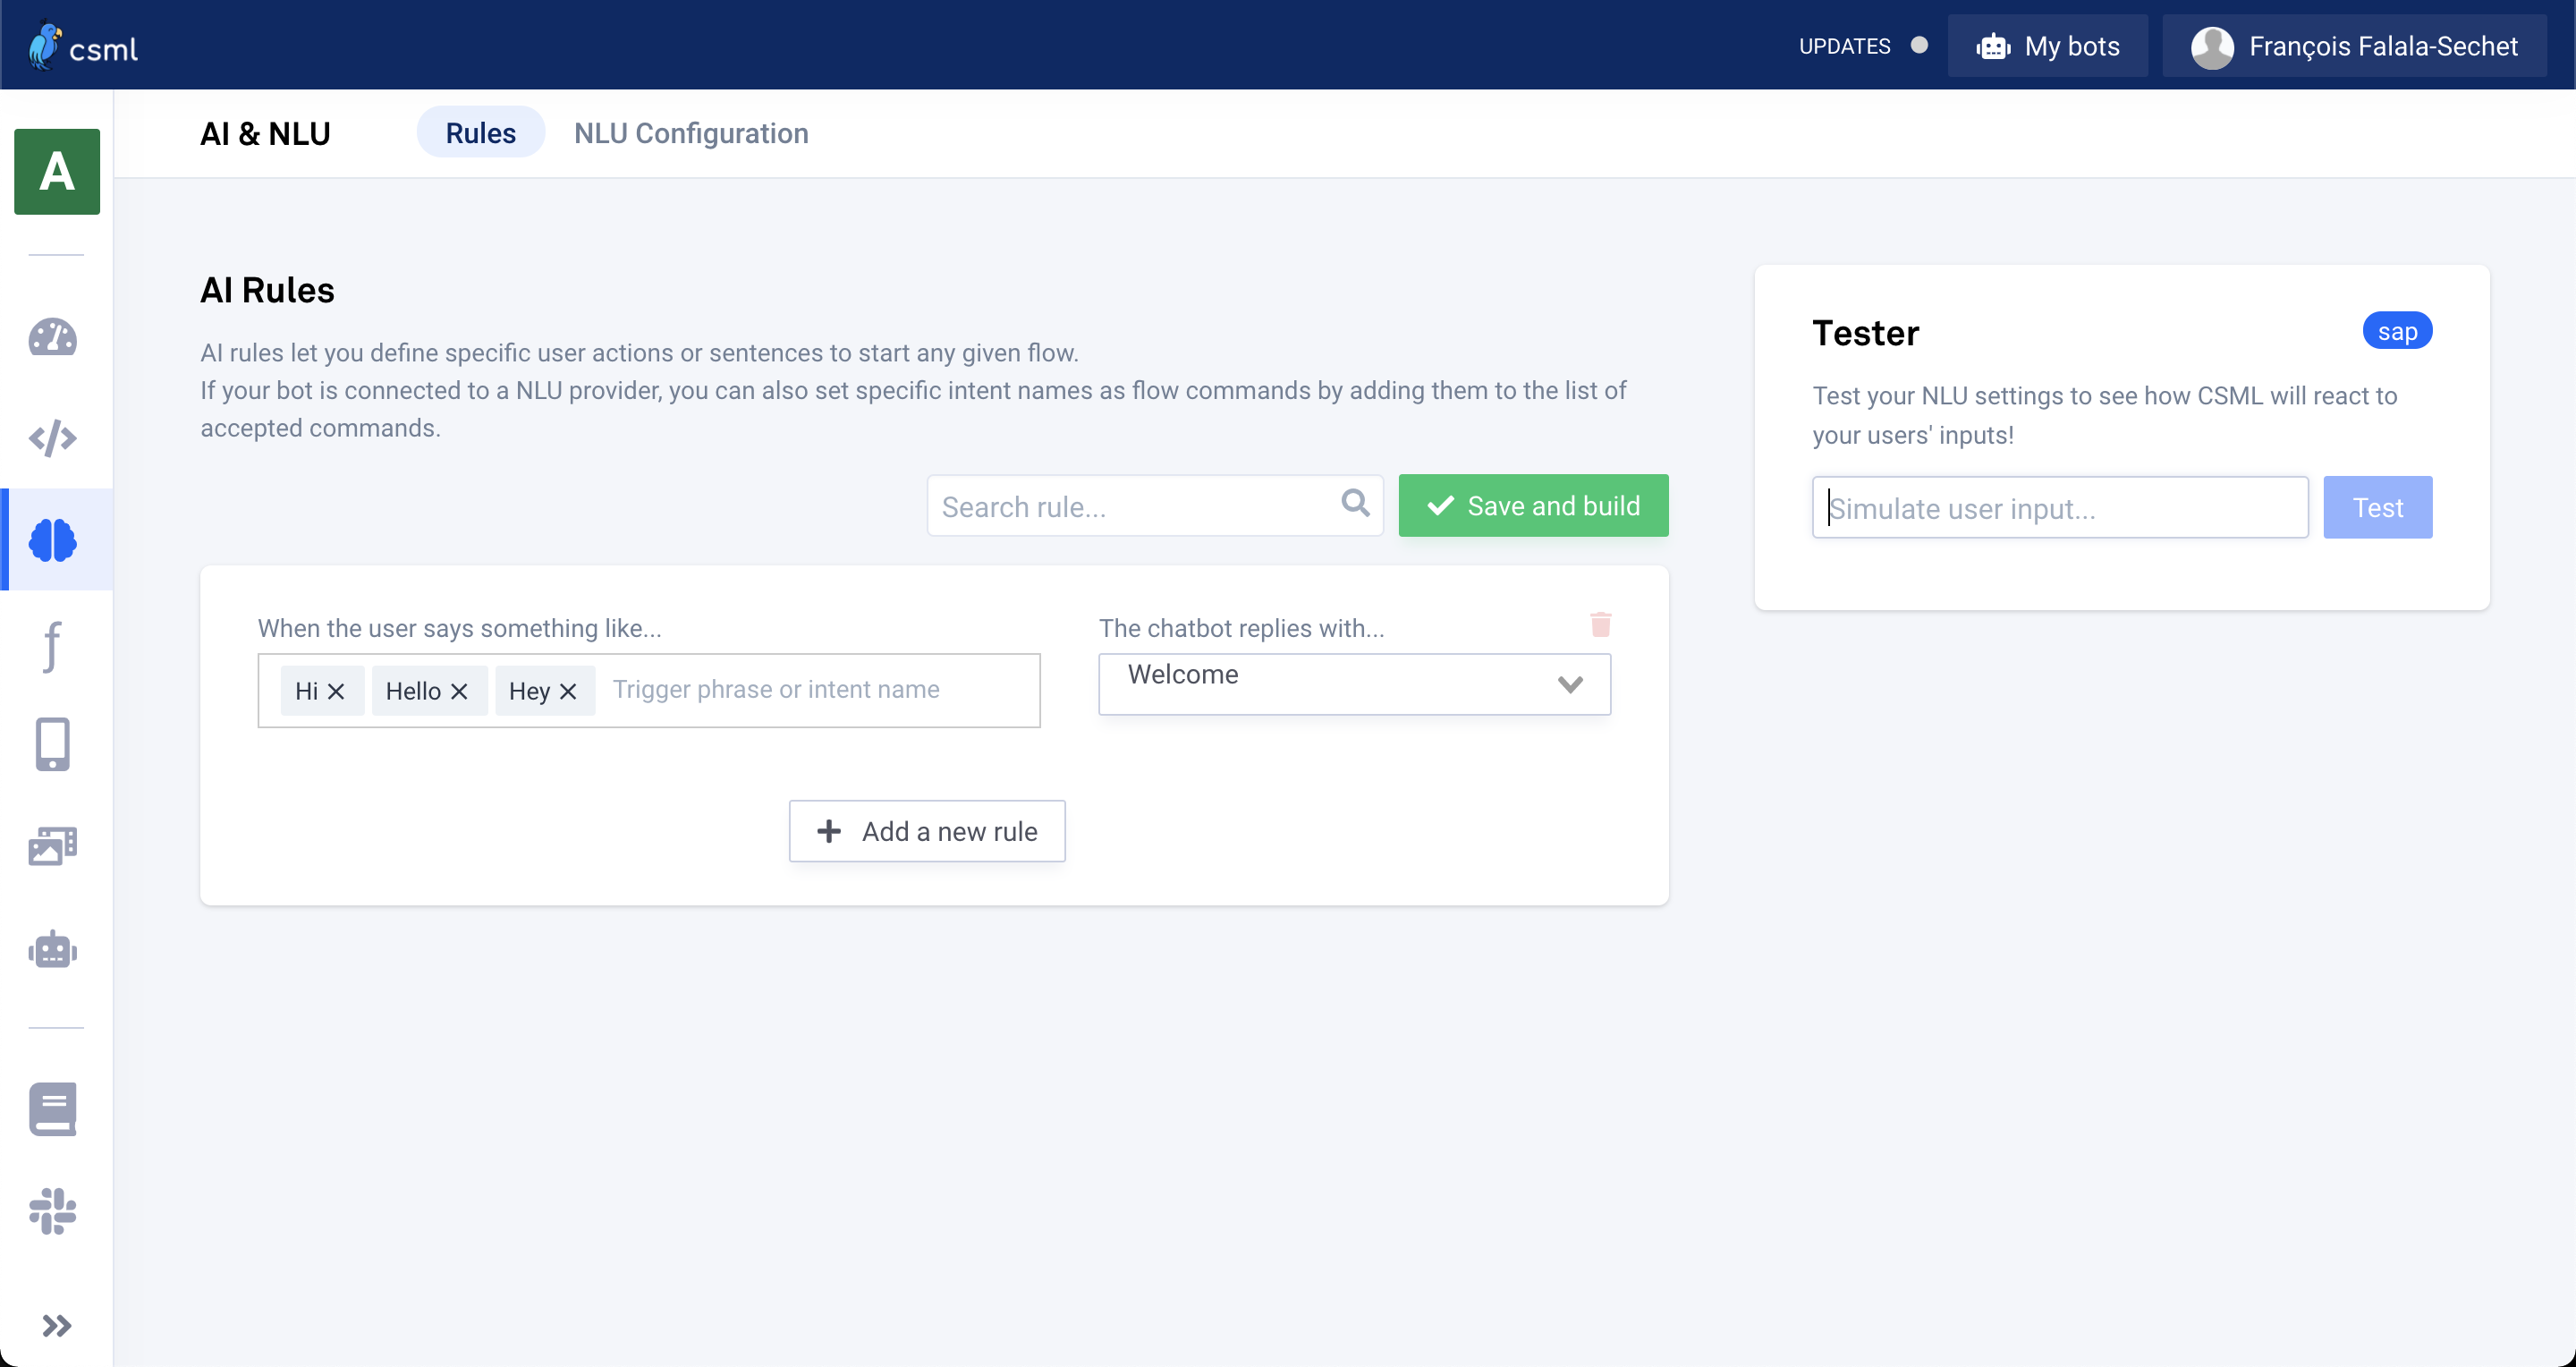 csml
UPDATES
My bots
François Falala-Sechet
A
AI & NLU
Rules
NLU Configuration
AI Rules
AI rules let you define specific user actions or sentences to start any given flow.
If your bot is connected to a NLU provider, you can also set specific intent names as flow commands by adding them to the list of
accepted commands.
Search rule...
Save and build
When the user says something like...
Hi
Hello
Hey
Trigger phrase or intent name
The chatbot replies with...
Welcome
Add a new rule
Tester
sap
Test your NLU settings to see how CSML will react to
your users' inputs!
Simulate user input...
Test